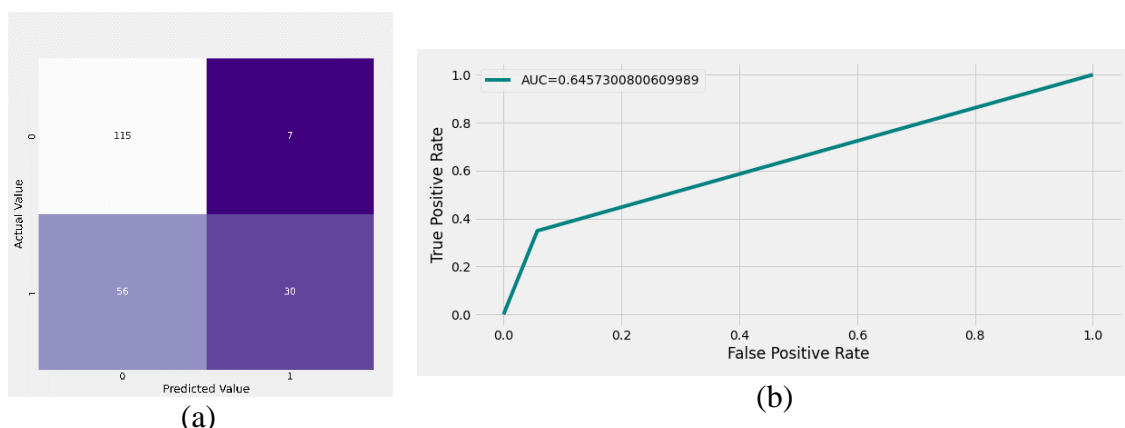 0
115
7
Actual Value
1
56
30
0
1
Predicted Value
(a)
AUC=0.6457300800609989
1.0
0.8
0.6
0.4
0.2
0.0
True Positive Rate
0.0
0.2
0.4
0.6
0.8
1.0
False Positive Rate
(b)